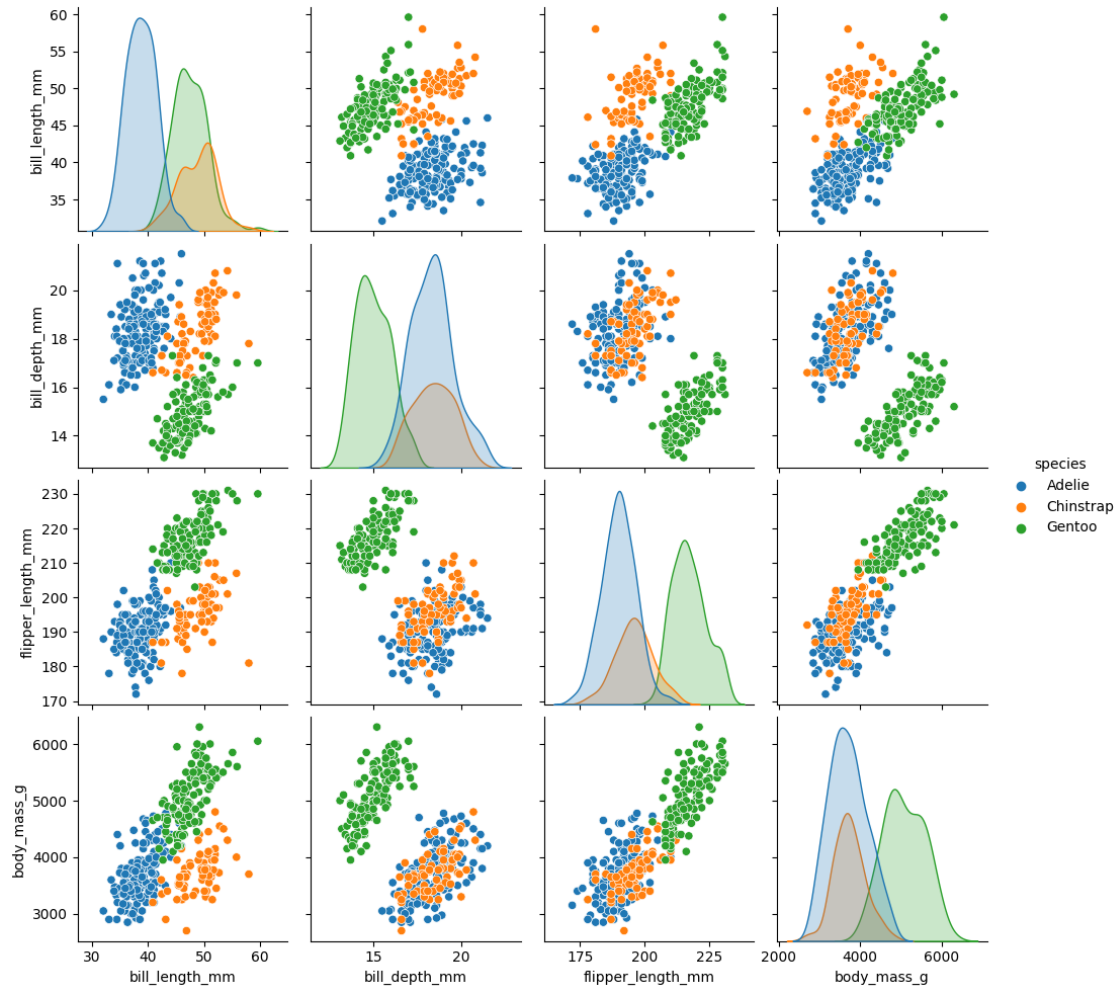 bill_length_mm
60
55
50
45
40
35
bill_depth_mm
20
18
16
14
flipper_length_mm
230
220
210
200
190
180
170
body_mass_g
6000
5000
4000
3000
30 40 50 60
bill_length_mm
15 20
bill_depth_mm
175 200 225
flipper_length_mm
2000 4000 6000
body_mass_g
species
Adelie
Chinstrap
Gentoo